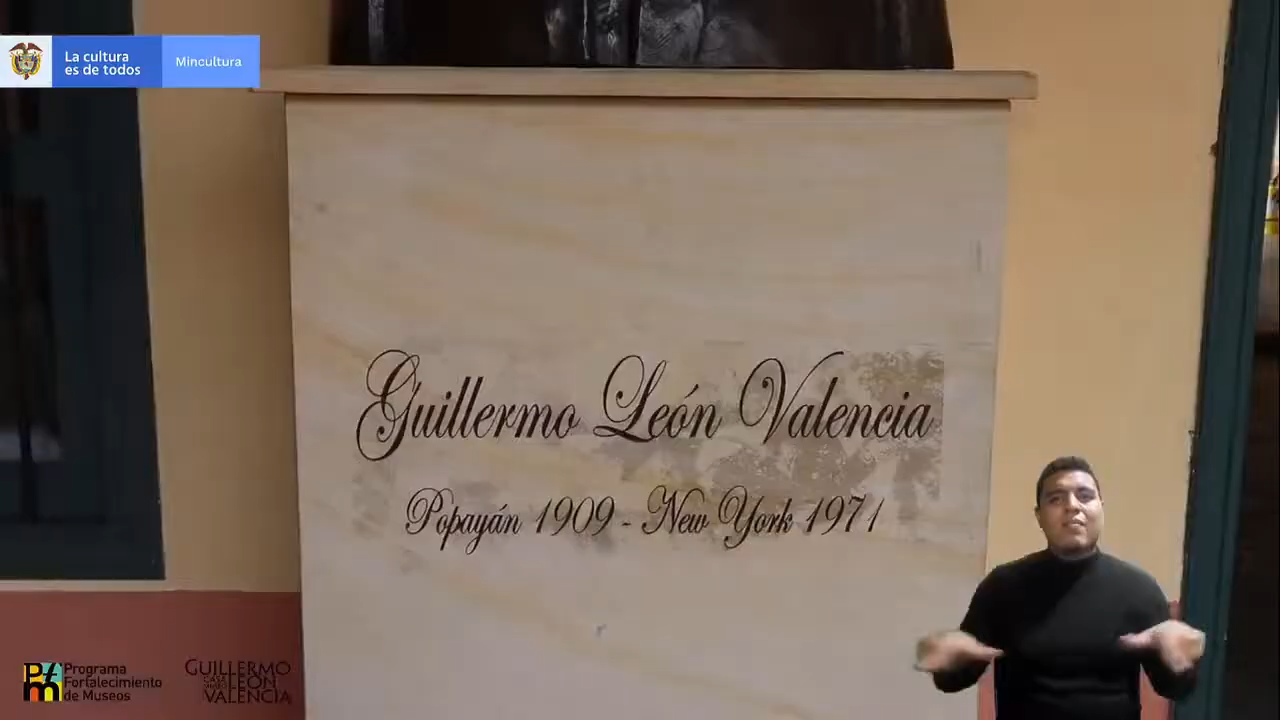 La cultura
es de todos
Mincultura
Guillermo León Valencia
Popayán 1909 - New York 1971
Programa
Fortalecimiento
de Museos
GUILLERMO
LEÓN
VALENCIA